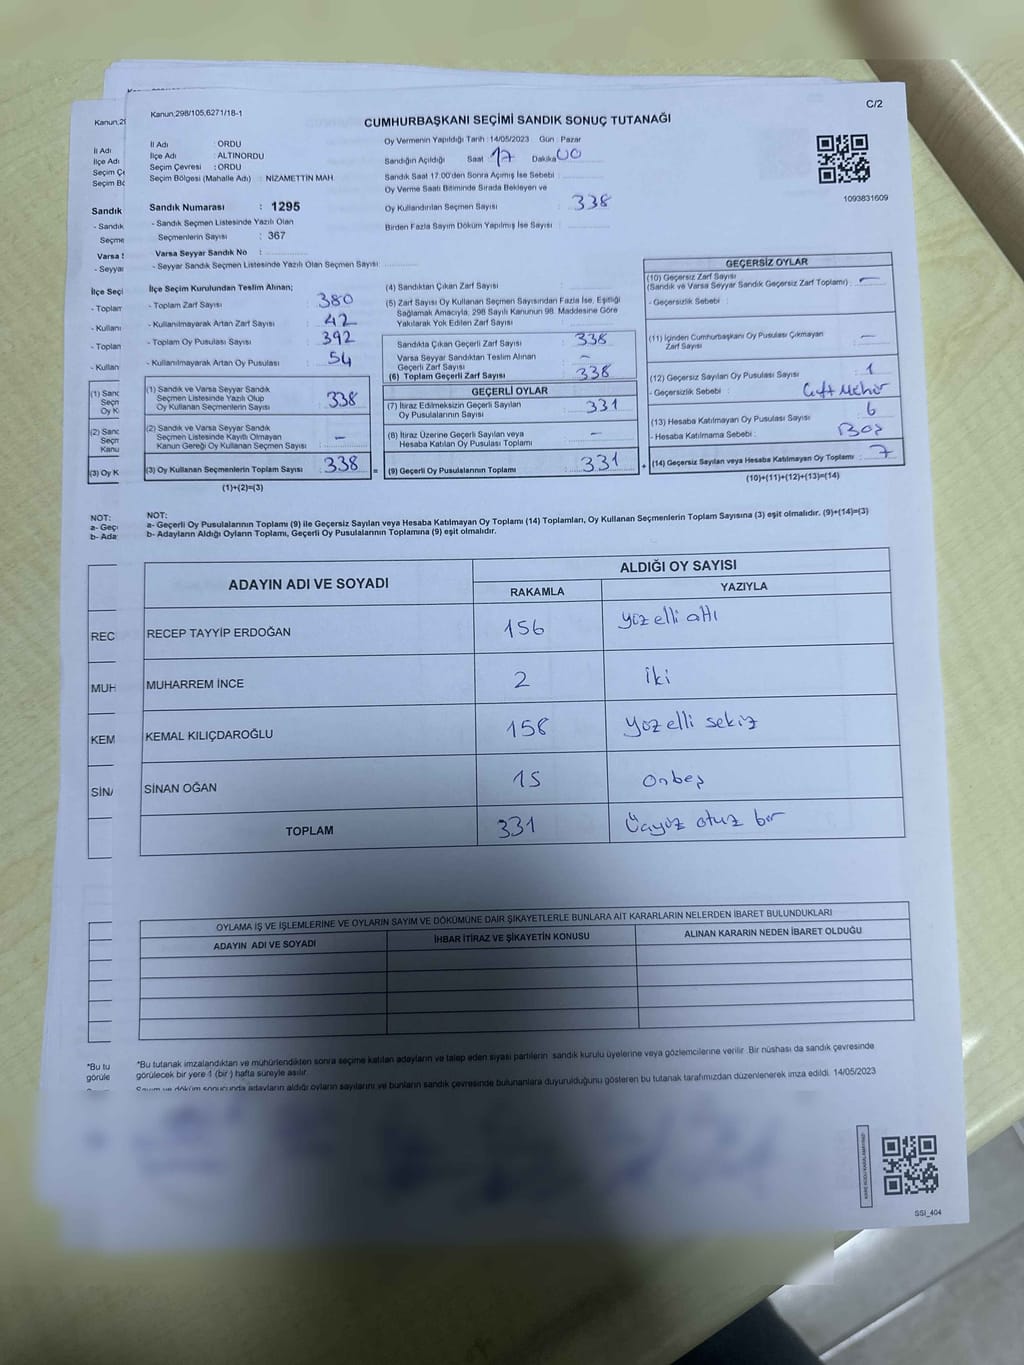 Kanun,298/105,6271/18-1
C/2
CUMHURBAŞKANI SEÇİMİ SANDIK SONUÇ TUTANAĞI
İl Adı : ORDU
İlçe Adı : ALTINORDU
Seçim Çevresi : ORDU
Seçim Bölgesi (Mahalle Adı) : NİZAMETTİN MAH.
Oy Vermenin Yapıldığı Tarih :14/05/2023 Gün : Pazar
Sandığın Açıldığı Saat 17 Dakika 00
Sandık Saat 17.00'den Sonra Açımış İse Sebebi :
Oy Verme Saati Bitiminde Sırada Bekleyen ve
Oy Kullandırılan Seçmen Sayısı : 338
Birden Fazla Sayım Döküm Yapılmış İse Sayısı :
1093831609
Sandık Numarası : 1295
- Sandık Seçmen Listesinde Yazılı Olan
Seçmenlerin Sayısı : 367
Varsa Seyyar Sandık No :
- Seyyar Sandık Seçmen Listesinde Yazılı Olan Seçmen Sayısı:
İlçe Seçim Kurulundan Teslim Alınan;
- Toplam Zarf Sayısı : 380
- Kullanılmayarak Artan Zarf Sayısı : 42
- Toplam Oy Pusulası Sayısı : 392
- Kullanılmayarak Artan Oy Pusulası : 54
(1) Sandık ve Varsa Seyyar Sandık
Seçmen Listesinde Yazılı Olup
Oy Kullanan Seçmenlerin Sayısı : 338
(2) Sandık ve Varsa Seyyar Sandık
Seçmen Listesinde Kayıtlı Olmayan
Kanun Gereği Oy Kullanan Seçmen Sayısı : -
(3) Oy Kullanan Seçmenlerin Toplam Sayısı : 338 =
(1)+(2)=(3)
(4) Sandıktan Çıkan Zarf Sayısı :
(5) Zarf Sayısı Oy Kullanan Seçmen Sayısından Fazla İse, Eşitliği
Sağlamak Amacıyla, 298 Sayılı Kanunun 98. Maddesine Göre
Yakılarak Yok Edilen Zarf Sayısı :
Sandıkta Çıkan Geçerli Zarf Sayısı : 338
Varsa Seyyar Sandıktan Teslim Alınan
Geçerli Zarf Sayısı : -
(6) Toplam Geçerli Zarf Sayısı : 338
GEÇERLİ OYLAR
(7) İtiraz Edilmeksizin Geçerli Sayılan
Oy Pusulalarının Sayısı : 331
(8) İtiraz Üzerine Geçerli Sayılan veya
Hesaba Katılan Oy Pusulası Toplamı : -
(9) Geçerli Oy Pusulalarının Toplamı : 331 +
GEÇERSİZ OYLAR
(10) Geçersiz Zarf Sayısı
(Sandık ve Varsa Seyyar Sandık Geçersiz Zarf Toplamı) : -
- Geçersizlik Sebebi :
(11) İçinden Cumhurbaşkanı Oy Pusulası Çıkmayan
Zarf Sayısı : -
(12) Geçersiz Sayılan Oy Pusulası Sayısı : 1
- Geçersizlik Sebebi : Çift Mühür
(13) Hesaba Katılmayan Oy Pusulası Sayısı : 6
- Hesaba Katılmama Sebebi : Boş
(14) Geçersiz Sayılan veya Hesaba Katılmayan Oy Toplamı : 7
(10)+(11)+(12)+(13)=(14)
NOT:
a- Geçerli Oy Pusulalarının Toplamı (9) ile Geçersiz Sayılan veya Hesaba Katılmayan Oy Toplamı (14) Toplamları, Oy Kullanan Seçmenlerin Toplam Sayısına (3) eşit olmalıdır. (9)+(14)=(3)
b- Adayların Aldığı Oyların Toplamı, Geçerli Oy Pusulalarının Toplamına (9) eşit olmalıdır.
ADAYIN ADI VE SOYADI
ALDIĞI OY SAYISI
RAKAMLA YAZIYLA
RECEP TAYYİP ERDOĞAN 156 yüz elli altı
MUHARREM İNCE 2 iki
KEMAL KILIÇDAROĞLU 158 yüz elli sekiz
SİNAN OĞAN 15 onbeş
TOPLAM 331 Üçyüz otuz bir
OYLAMA İŞ VE İŞLEMLERİNE VE OYLARIN SAYIM VE DÖKÜMÜNE DAİR ŞİKAYETLERLE BUNLARA AİT KARARLARIN NELERDEN İBARET BULUNDUKLARI
ADAYIN ADI VE SOYADI İHBAR İTİRAZ VE ŞİKAYETİN KONUSU ALINAN KARARIN NEDEN İBARET OLDUĞU
*Bu tutanak imzalandıktan ve mühürlendikten sonra seçime katılan adayların ve talep eden siyasi partilerin sandık kurulu üyelerine veya gözlemcilerine verilir. Bir nüshası da sandık çevresinde
görülecek bir yere 1 (bir) hafta süreyle asılır.
Sayım ve döküm sonucunda adayların aldığı oyların sayılarını ve bunların sandık çevresinde bulunanlara duyurulduğunu gösteren bu tutanak tarafımızdan düzenlenerek imza edildi. 14/05/2023
SSİ_404